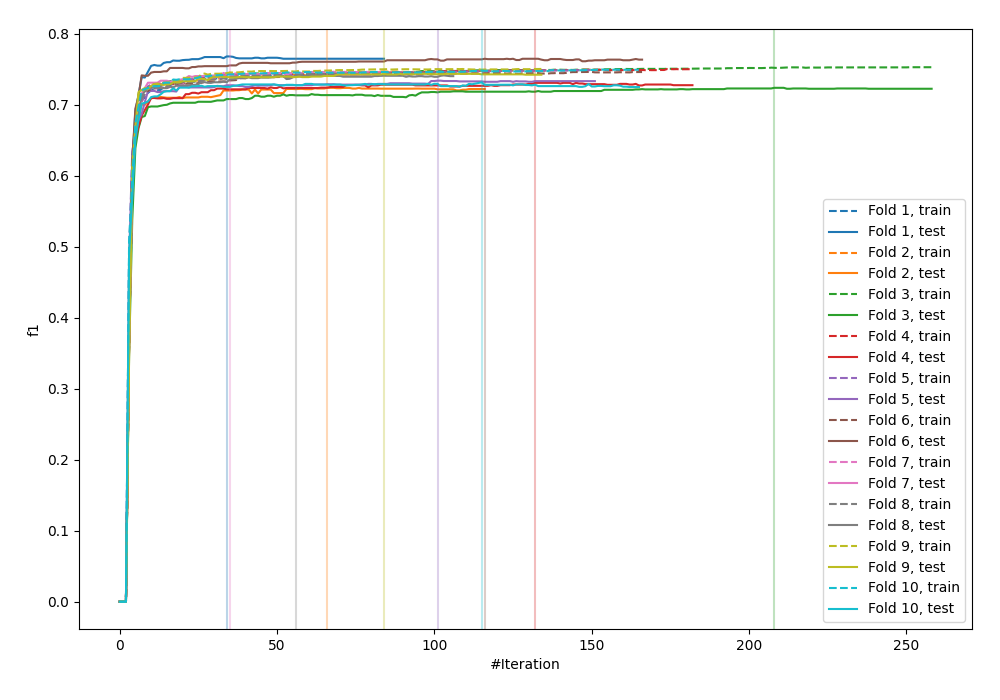 0.8
0.7
0.6
0.5
0.4
0.3
0.2
0.1
0.0
f1
0
50
100
150
200
250
#Iteration
Fold 1, train
Fold 1, test
Fold 2, train
Fold 2, test
Fold 3, train
Fold 3, test
Fold 4, train
Fold 4, test
Fold 5, train
Fold 5, test
Fold 6, train
Fold 6, test
Fold 7, train
Fold 7, test
Fold 8, train
Fold 8, test
Fold 9, train
Fold 9, test
Fold 10, train
Fold 10, test